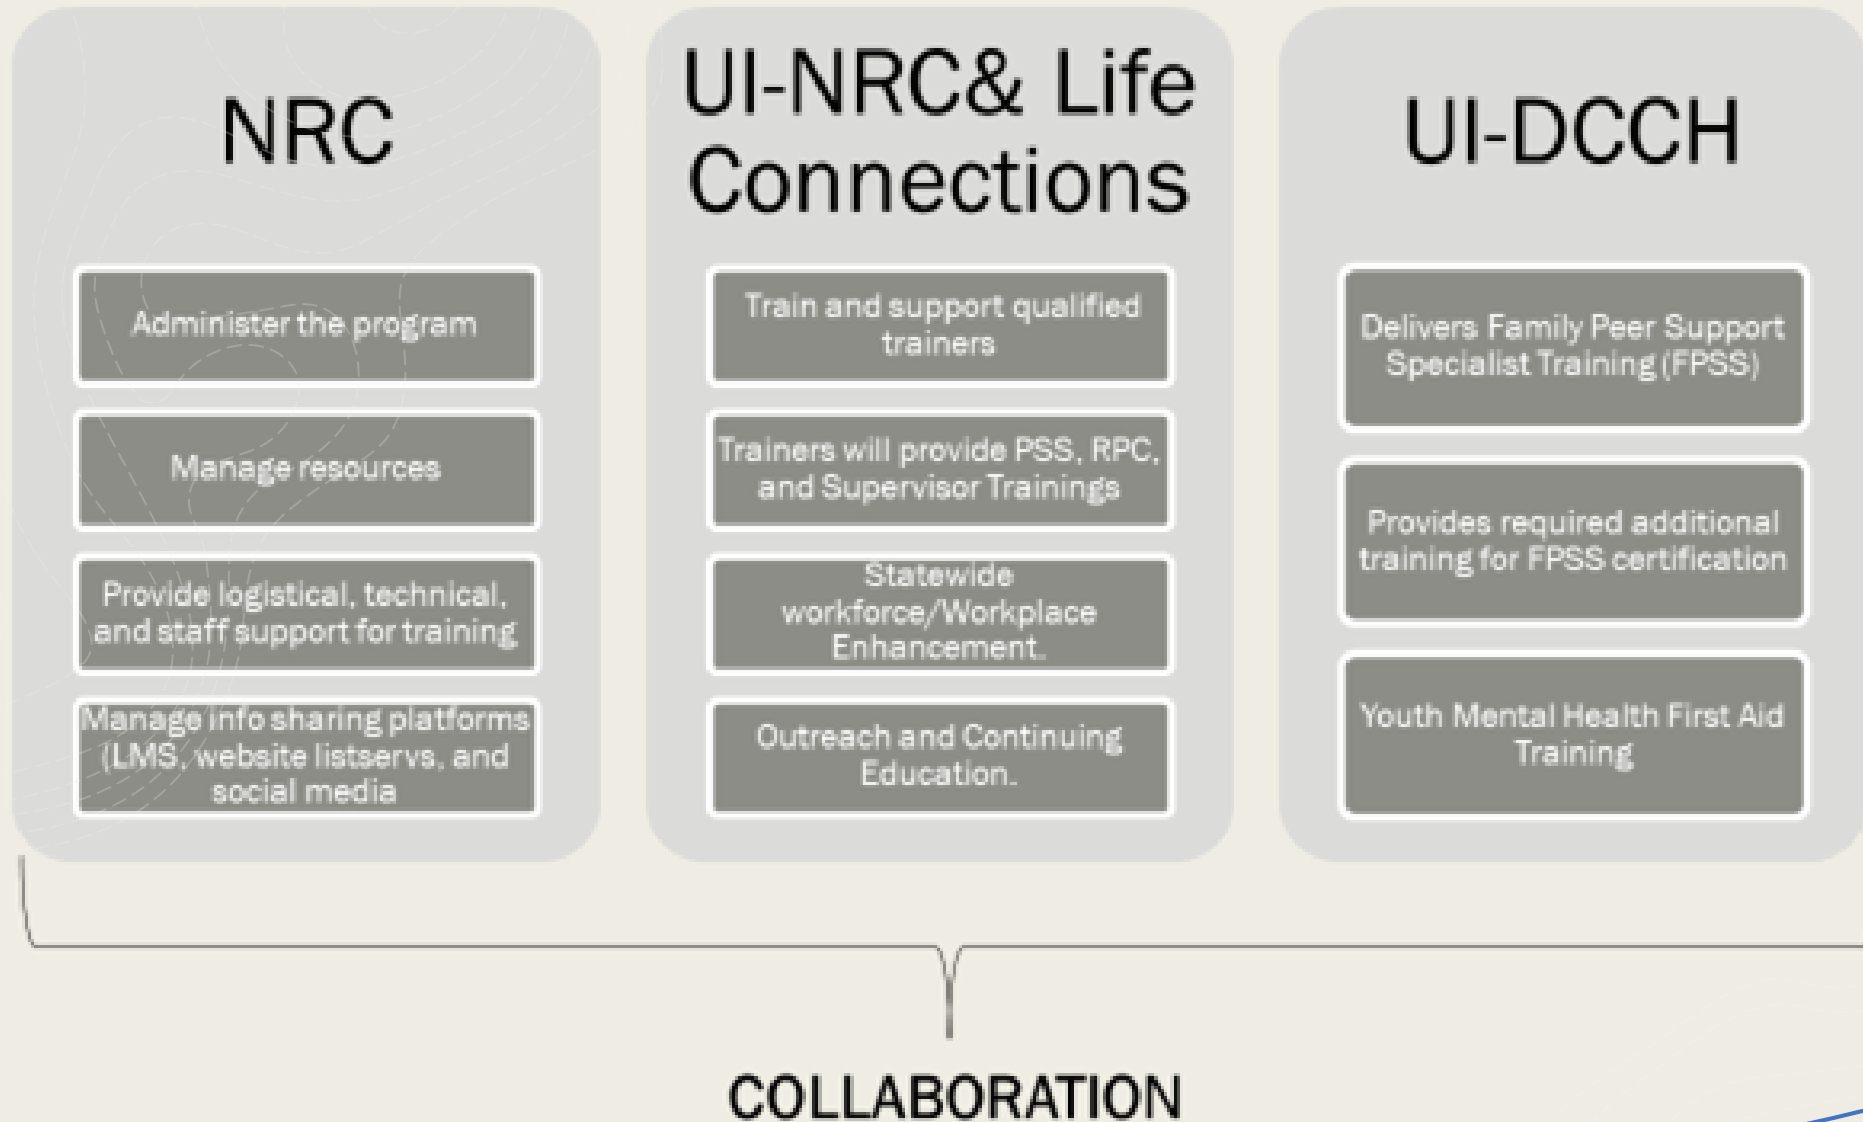 NRC
Administer the program
Manage resources
Provide logistical, technical,
and staff support for training
Manage info sharing platforms
(LMS, website listservs, and
social media
UI-NRC& Life
Connections
Train and support qualified
trainers
Trainers will provide PSS, RPC,
and Supervisor Trainings
Statewide
workforce/Workplace
Enhancement.
Outreach and Continuing
Education.
UI-DCCH
Delivers Family Peer Support
Specialist Training (FPSS)
Provides required additional
training for FPSS certification
Youth Mental Health First Aid
Training
COLLABORATION